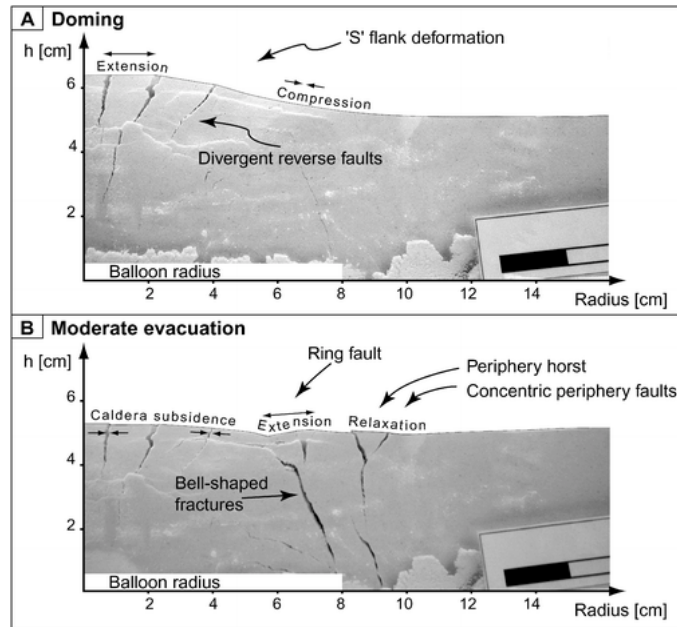 A Doming
h [cm]
'S' flank deformation
Extension
Compression
6
4
2
Divergent reverse faults
Balloon radius
2 4 6 8 10 12 14
Radius [cm]
B Moderate evacuation
h [cm]
Ring fault
Periphery horst
Concentric periphery faults
6
Caldera subsidence
Extension
Relaxation
4
Bell-shaped
fractures
2
Balloon radius
2 4 6 8 10 12 14
Radius [cm]